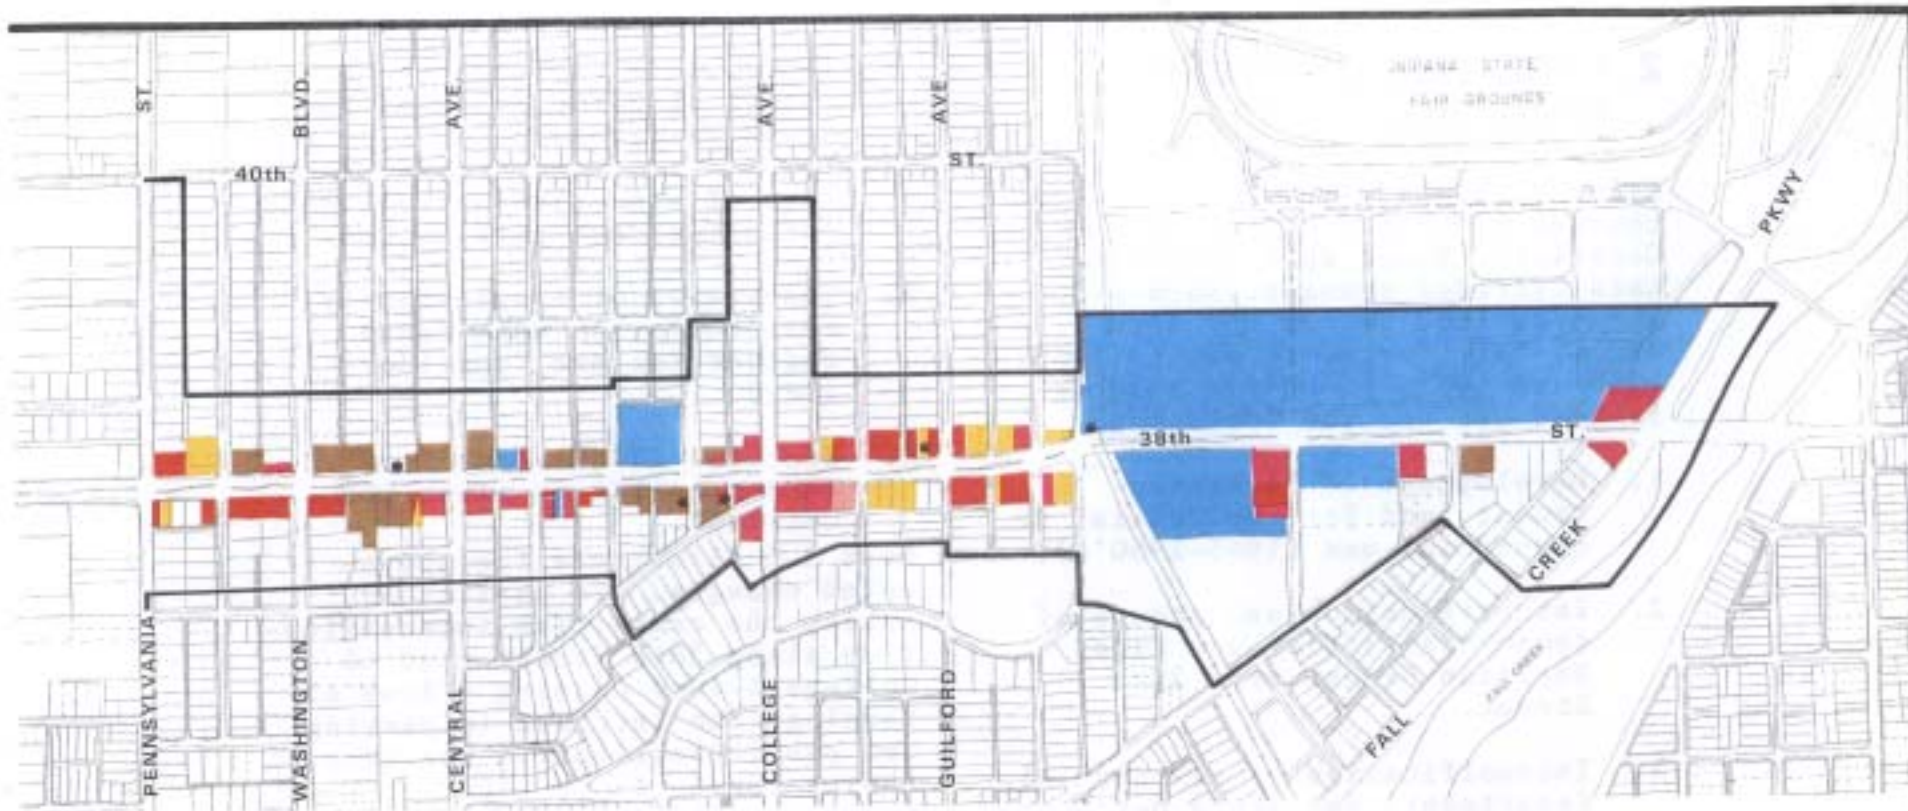 INDIANA STATE
FAIR GROUNDS
ST.
BLVD.
AVE.
AVE.
AVE.
40th
ST.
PKWY
38th
ST.
CREEK
FALL CREEK
FALL
PENNSYLVANIA
WASHINGTON
CENTRAL
COLLEGE
GUILFORD